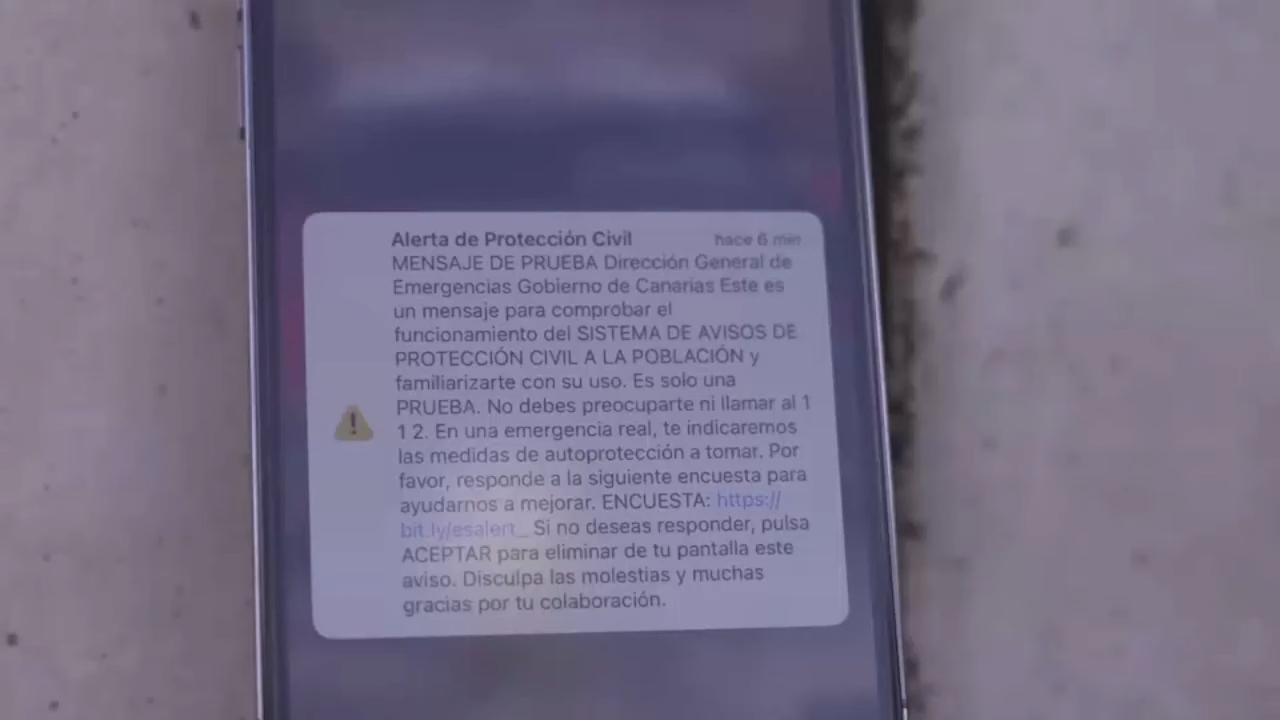 Alerta de Protección Civil hace 6 min
MENSAJE DE PRUEBA Dirección General de
Emergencias Gobierno de Canarias Este es
un mensaje para comprobar el
funcionamiento del SISTEMA DE AVISOS DE
PROTECCIÓN CIVIL A LA POBLACIÓN y
familiarizarte con su uso. Es solo una
PRUEBA. No debes preocuparte ni llamar al 1
1 2. En una emergencia real, te indicaremos
las medidas de autoprotección a tomar. Por
favor, responde a la siguiente encuesta para
ayudarnos a mejorar. ENCUESTA: https://
bit.ly/esalert_ Si no deseas responder, pulsa
ACEPTAR para eliminar de tu pantalla este
aviso. Disculpa las molestias y muchas
gracias por tu colaboración.